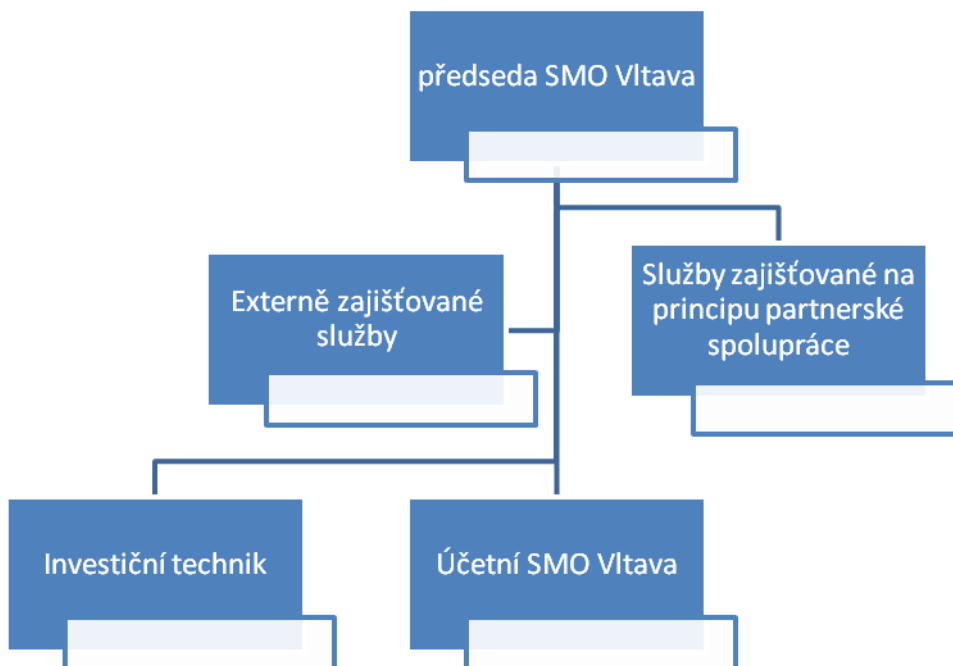 předseda SMO Vltava
Externě zajišťované
služby
Služby zajišťované na
principu partnerské
spolupráce
Investiční technik
Účetní SMO Vltava